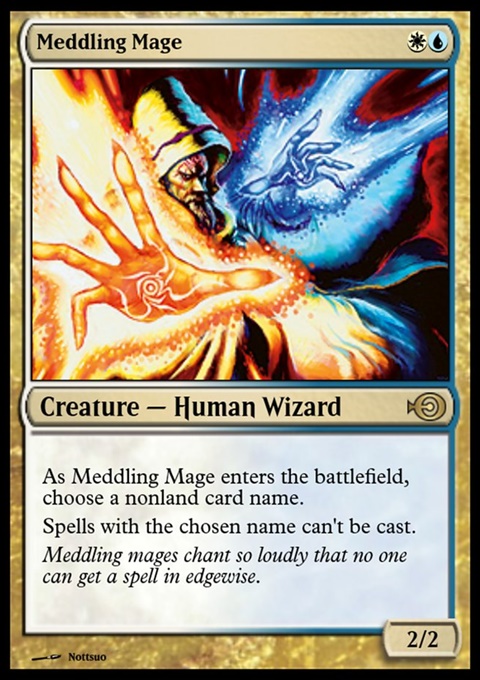 Meddling Mage
Creature — Human Wizard
As Meddling Mage enters the battlefield,
choose a nonland card name.
Spells with the chosen name can't be cast.
Meddling mages chant so loudly that no one
can get a spell in edgewise.
2/2
Nottsuo